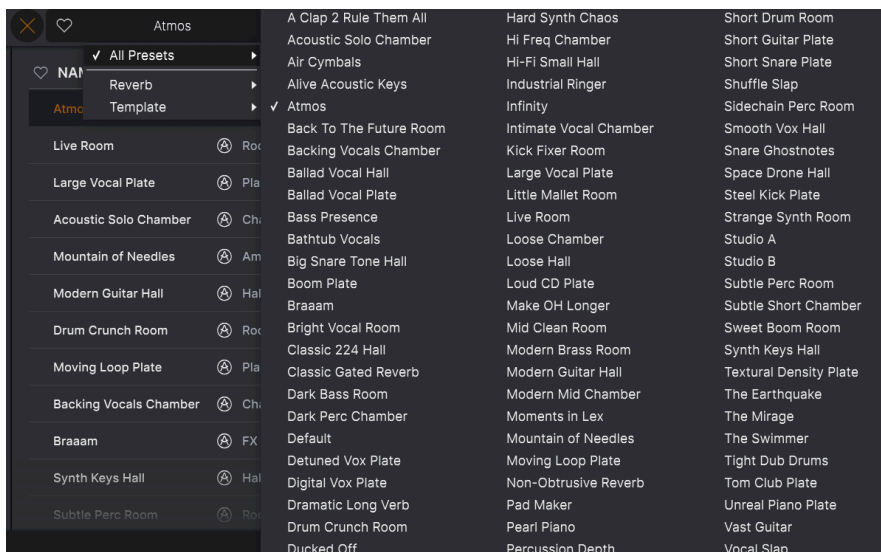 Atmos
All Presets
Reverb
Template
NAM
Atmo
Live Room Roo
Large Vocal Plate Pla
Acoustic Solo Chamber Cha
Mountain of Needles Am
Modern Guitar Hall Hal
Drum Crunch Room Roo
Moving Loop Plate Pla
Backing Vocals Chamber Cha
Braaam FX
Synth Keys Hall Hal
Subtle Perc Room Roo
A Clap 2 Rule Them All
Acoustic Solo Chamber
Air Cymbals
Alive Acoustic Keys
Atmos
Back To The Future Room
Backing Vocals Chamber
Ballad Vocal Hall
Ballad Vocal Plate
Bass Presence
Bathtub Vocals
Big Snare Tone Hall
Boom Plate
Braaam
Bright Vocal Room
Classic 224 Hall
Classic Gated Reverb
Dark Bass Room
Dark Perc Chamber
Default
Detuned Vox Plate
Digital Vox Plate
Dramatic Long Verb
Drum Crunch Room
Ducked Off
Hard Synth Chaos
Hi Freq Chamber
Hi-Fi Small Hall
Industrial Ringer
Infinity
Intimate Vocal Chamber
Kick Fixer Room
Large Vocal Plate
Little Mallet Room
Live Room
Loose Chamber
Loose Hall
Loud CD Plate
Make OH Longer
Mid Clean Room
Modern Brass Room
Modern Guitar Hall
Modern Mid Chamber
Moments in Lex
Mountain of Needles
Moving Loop Plate
Non-Obtrusive Reverb
Pad Maker
Pearl Piano
Percussion Depth
Short Drum Room
Short Guitar Plate
Short Snare Plate
Shuffle Slap
Sidechain Perc Room
Smooth Vox Hall
Snare Ghostnotes
Space Drone Hall
Steel Kick Plate
Strange Synth Room
Studio A
Studio B
Subtle Perc Room
Subtle Short Chamber
Sweet Boom Room
Synth Keys Hall
Textural Density Plate
The Earthquake
The Mirage
The Swimmer
Tight Dub Drums
Tom Club Plate
Unreal Piano Plate
Vast Guitar
Vocal Slap